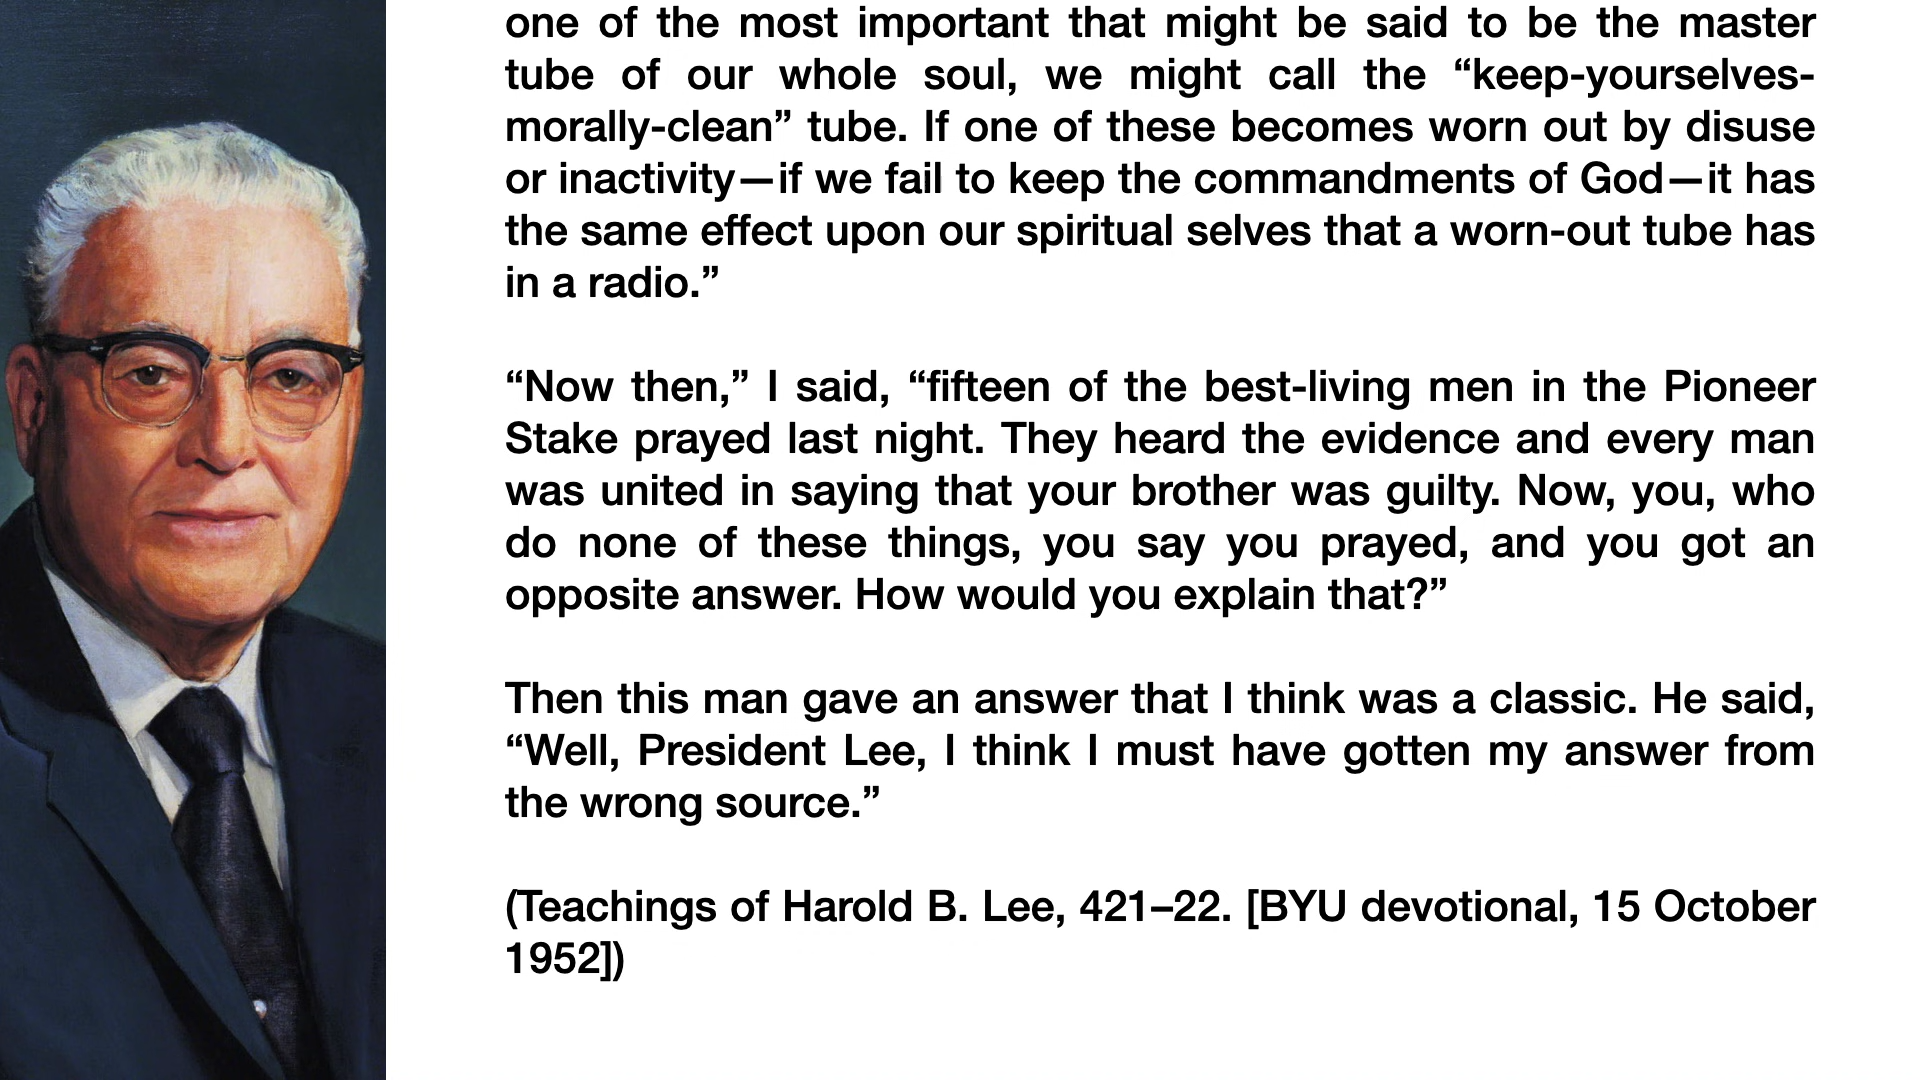 one of the most important that might be said to be the master
tube of our whole soul, we might call the “keep-yourselves-
morally-clean” tube. If one of these becomes worn out by disuse
or inactivity—if we fail to keep the commandments of God—it has
the same effect upon our spiritual selves that a worn-out tube has
in a radio.”
“Now then,” I said, “fifteen of the best-living men in the Pioneer
Stake prayed last night. They heard the evidence and every man
was united in saying that your brother was guilty. Now, you, who
do none of these things, you say you prayed, and you got an
opposite answer. How would you explain that?”
Then this man gave an answer that I think was a classic. He said,
“Well, President Lee, I think I must have gotten my answer from
the wrong source.”
(Teachings of Harold B. Lee, 421–22. [BYU devotional, 15 October
1952])